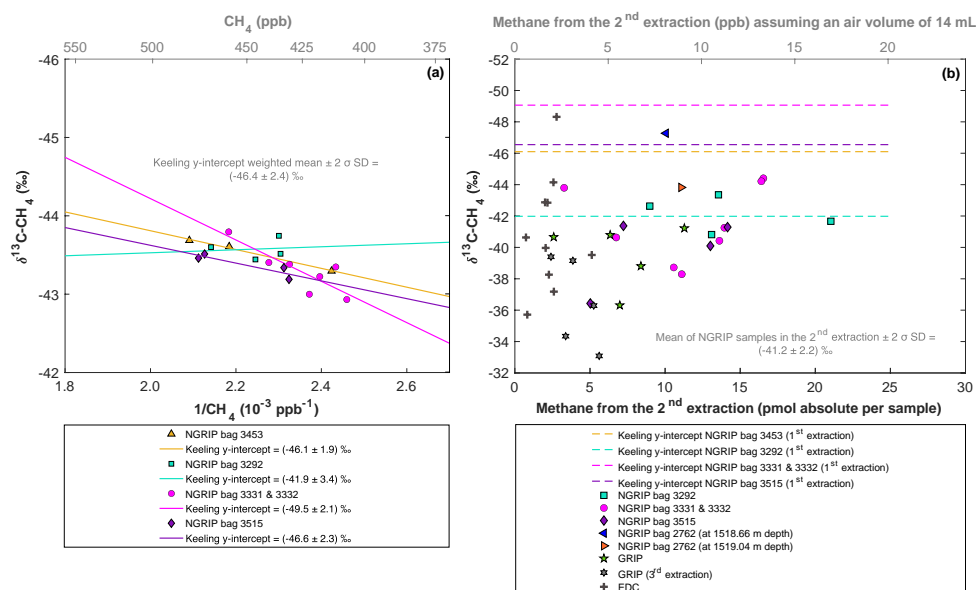 CH4 (ppb)
550 500 450 400 375
-46
-45
-44
-43
-42
δ13C-CH4 (‰)
(a)
Keeling y-intercept weighted mean ± 2 σ SD =
(-46.4 ± 2.4) ‰
1.8 2.0 2.2 2.4 2.6
1/CH4 (10-3 ppb-1)
NGRIP bag 3453
Keeling y-intercept = (-46.1 ± 1.9) ‰
NGRIP bag 3292
Keeling y-intercept = (-41.9 ± 3.4) ‰
NGRIP bag 3331 & 3332
Keeling y-intercept = (-49.5 ± 2.1) ‰
NGRIP bag 3515
Keeling y-intercept = (-46.6 ± 2.3) ‰
Methane from the 2nd extraction (ppb) assuming an air volume of 14 mL
0 5 10 15 20
-52
-48
-46
-42
-40
-38
-36
-34
-32
δ13C-CH4 (‰)
(b)
Mean of NGRIP samples in the 2nd extraction ± 2 σ SD =
(-41.2 ± 2.2) ‰
0 5 10 15 20 25 30
Methane from the 2nd extraction (pmol absolute per sample)
Keeling y-intercept NGRIP bag 3453 (1st extraction)
Keeling y-intercept NGRIP bag 3292 (1st extraction)
Keeling y-intercept NGRIP bag 3331 & 3332 (1st extraction)
Keeling y-intercept NGRIP bag 3515 (1st extraction)
NGRIP bag 3292
NGRIP bag 3331 & 3332
NGRIP bag 3515
NGRIP bag 2762 (at 1518.66 m depth)
NGRIP bag 2762 (at 1519.04 m depth)
GRIP
GRIP (3rd extraction)
EDC